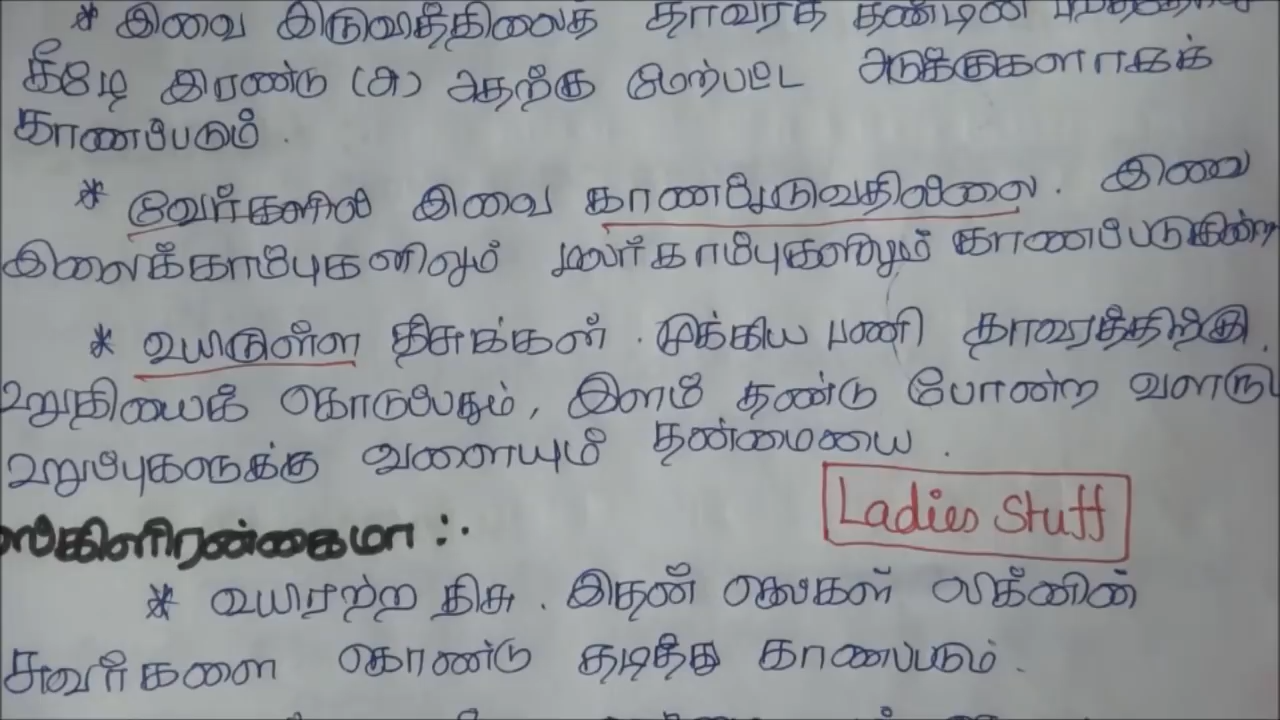 * இவை இருவித்திலைத் தாவரத் தண்டின்
கீழே இரண்டு (அ) அதற்கு மேற்பட்ட அடுக்குகளாகக்
காணப்படும்.
* வேர்களில் இவை காணப்படுவதில்லை. இவை
இலைக்காம்புகளிலும் மலர்காம்புகளிலும் காணப்படுகின்ற
* உயிருள்ள திசுக்கள். முக்கிய பணி தாவரத்திற்கு
உறுதியைக் கொடுப்பதும், இளம் தண்டு போன்ற வளரும்
உறுப்புகளுக்கு வளையும் தன்மையை.
Ladies Stuff
ஸ்கிளிரன்கைமா :-
* உயிரற்ற திசு. இதன் செல்கள் லிக்னின்
சுவர்களை கொண்டு தடித்து காணப்படும்.